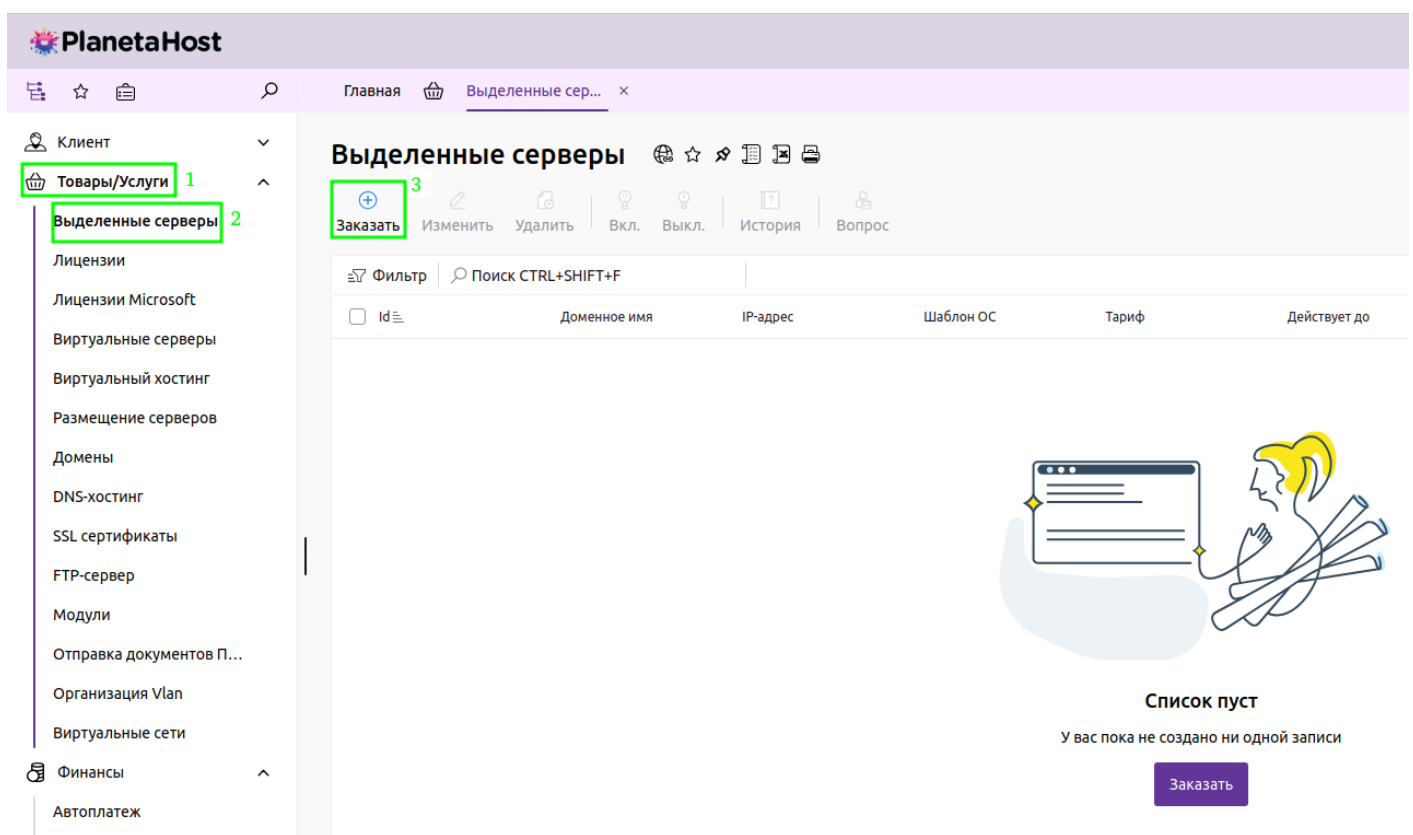 PlanetaHost
Главная
Выделенные сер... ×
Клиент
Товары/Услуги 1
Выделенные серверы 2
Лицензии
Лицензии Microsoft
Виртуальные серверы
Виртуальный хостинг
Размещение серверов
Домены
DNS-хостинг
SSL сертификаты
FTP-сервер
Модули
Отправка документов П...
Организация Vlan
Виртуальные сети
Финансы
Автоплатеж
Выделенные серверы
3
Заказать Изменить Удалить Вкл. Выкл. История Вопрос
Фильтр Поиск CTRL+SHIFT+F
Id Доменное имя IP-адрес Шаблон ОС Тариф Действует до
Список пуст
У вас пока не создано ни одной записи
Заказать